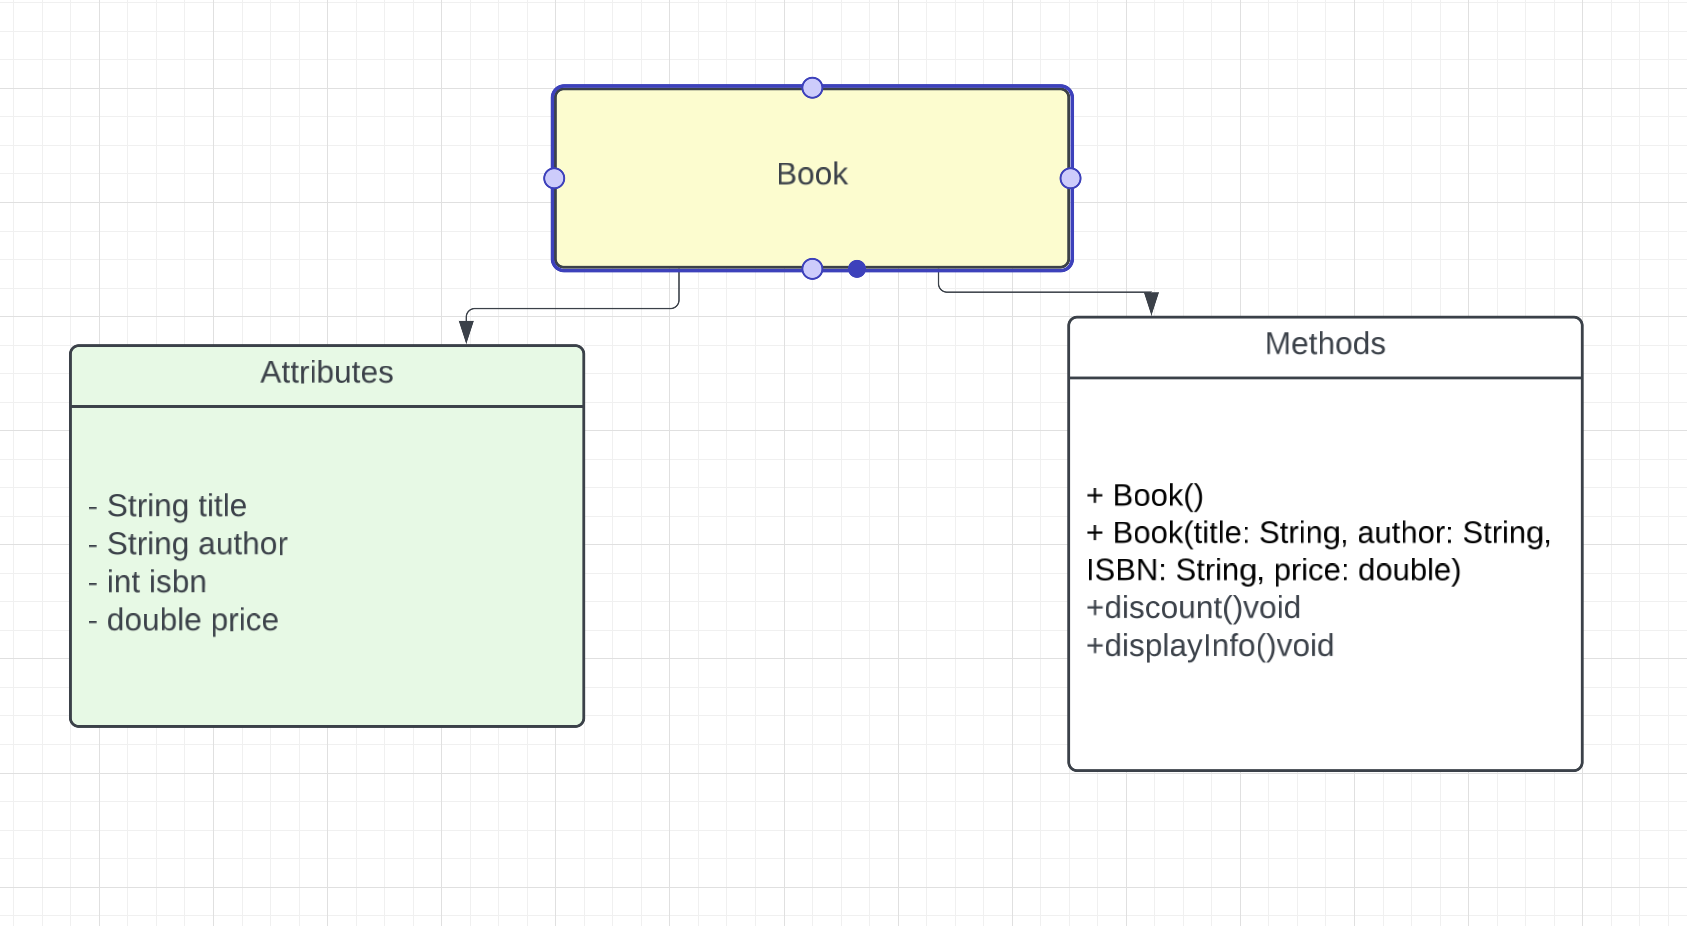 Book
Attributes
- String title
- String author
- int isbn
- double price
Methods
+ Book()
+ Book(title: String, author: String,
ISBN: String, price: double)
+discount()void
+displayInfo()void